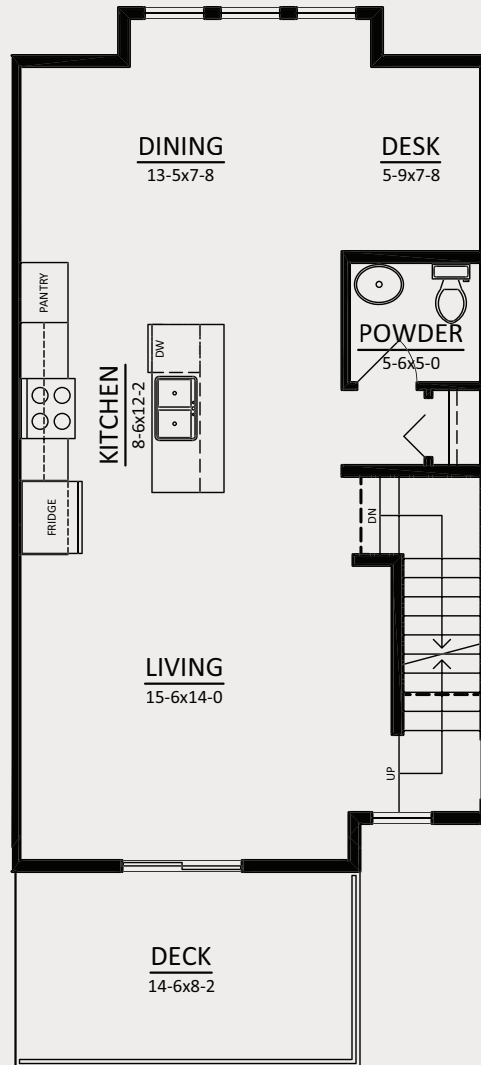 DINING
13-5x7-8
DESK
5-9x7-8
PANTRY
POWDER
5-6x5-0
DW
KITCHEN
8-6x12-2
FRIDGE
DN
LIVING
15-6x14-0
UP
DECK
14-6x8-2